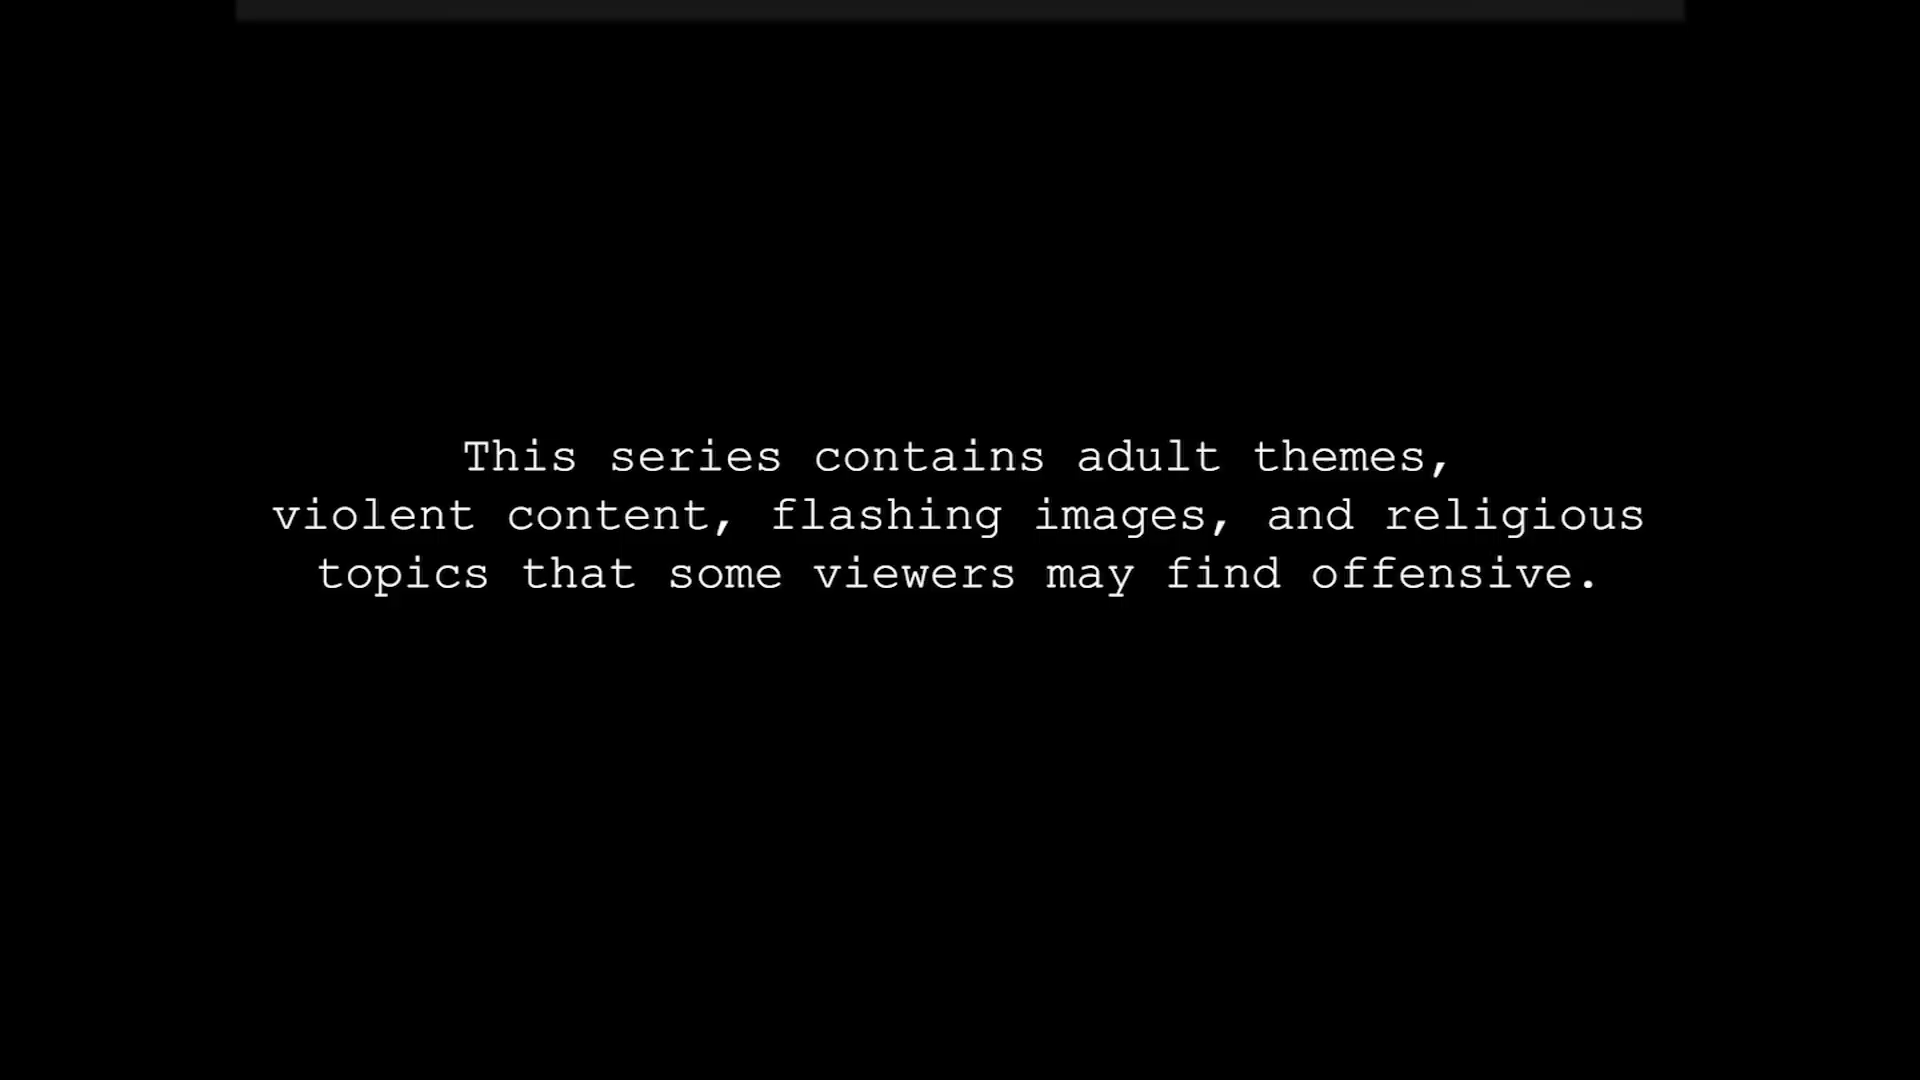 This series contains adult themes,
violent content, flashing images, and religious
topics that some viewers may find offensive.